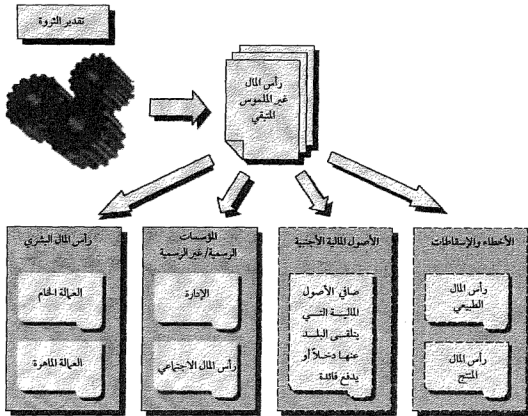 تقدير الثروة
رأس المال
غير الملموس
المتبقي
الأخطاء والإسقاطات
رأس المال
الطبيعي
رأس المال
المنتج
الأصول المالية الأجنبية
صافي الأصول
المالية التي
يتلقى البلد
عنها دخلاً أو
يدفع فائدة
المؤسسات
الرسمية/غير الرسمية
الإدارة
رأس المال الاجتماعي
رأس المال البشري
العمالة الخام
العمالة الماهرة